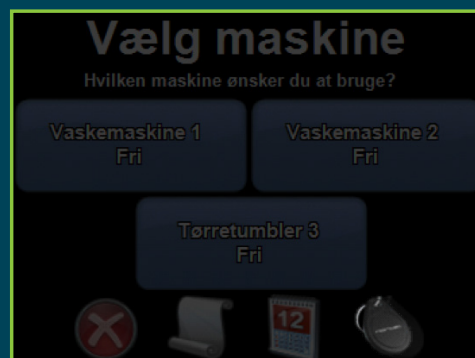 Vælg maskine
Hvilken maskine ønsker du at bruge?
Vaskemaskine 1
Fri
Vaskemaskine 2
Fri
Tørretumbler 3
Fri
12